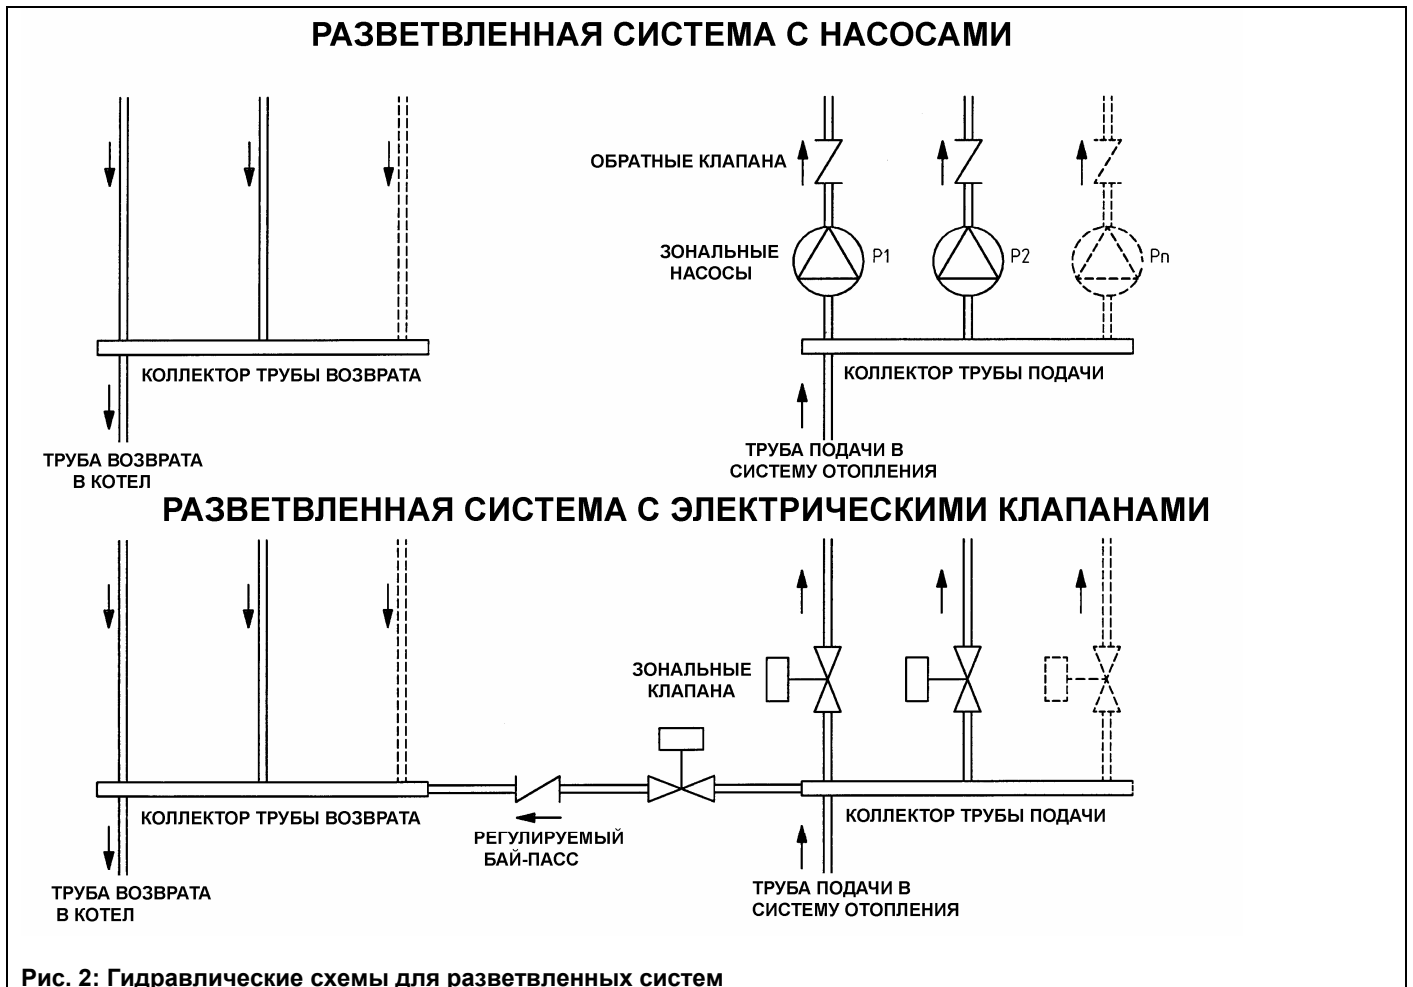 РАЗВЕТВЛЕННАЯ СИСТЕМА С НАСОСАМИ
ОБРАТНЫЕ КЛАПАНА
ЗОНАЛЬНЫЕ
НАСОСЫ
P1
P2
Pn
КОЛЛЕКТОР ТРУБЫ ВОЗВРАТА
КОЛЛЕКТОР ТРУБЫ ПОДАЧИ
ТРУБА ВОЗВРАТА
В КОТЕЛ
ТРУБА ПОДАЧИ В
СИСТЕМУ ОТОПЛЕНИЯ
РАЗВЕТВЛЕННАЯ СИСТЕМА С ЭЛЕКТРИЧЕСКИМИ КЛАПАНАМИ
ЗОНАЛЬНЫЕ
КЛАПАНА
КОЛЛЕКТОР ТРУБЫ ВОЗВРАТА
РЕГУЛИРУЕМЫЙ
БАЙ-ПАСС
КОЛЛЕКТОР ТРУБЫ ПОДАЧИ
ТРУБА ВОЗВРАТА
В КОТЕЛ
ТРУБА ПОДАЧИ В
СИСТЕМУ ОТОПЛЕНИЯ
Рис. 2: Гидравлические схемы для разветвленных систем